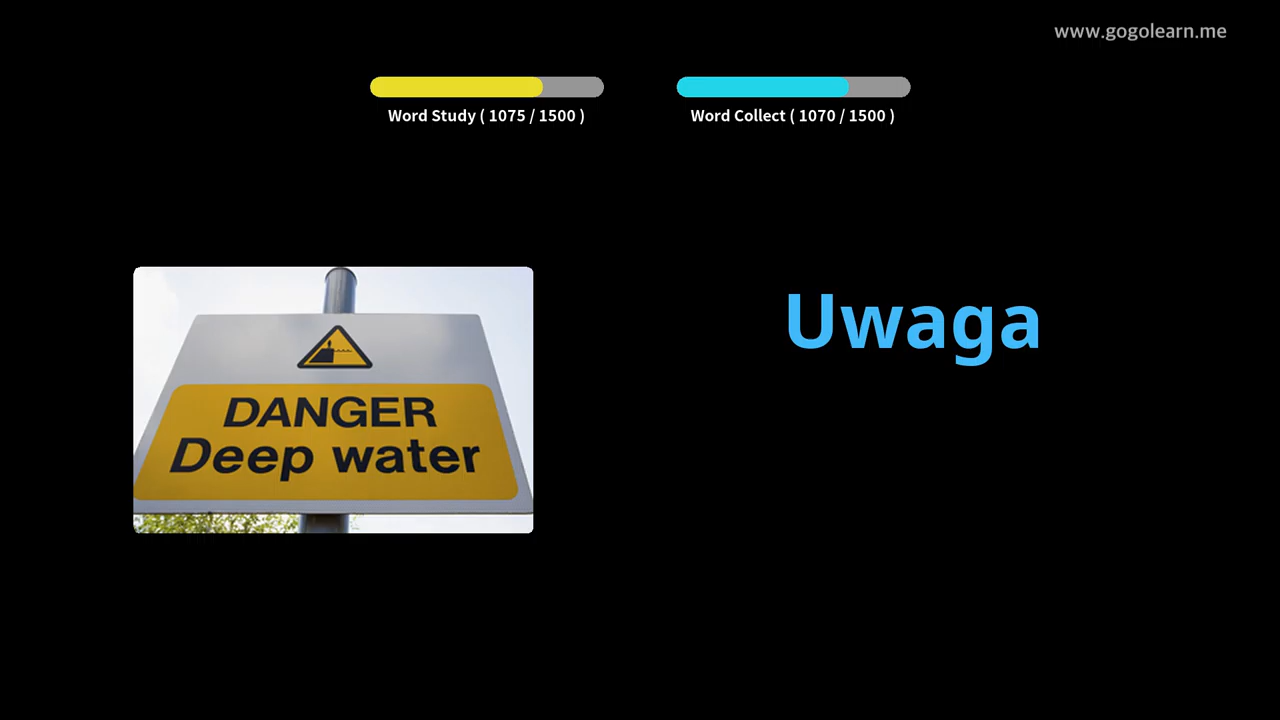 www.gogolearn.me
Word Study ( 1075 / 1500 )
Word Collect ( 1070 / 1500 )
Uwaga
DANGER
Deep water